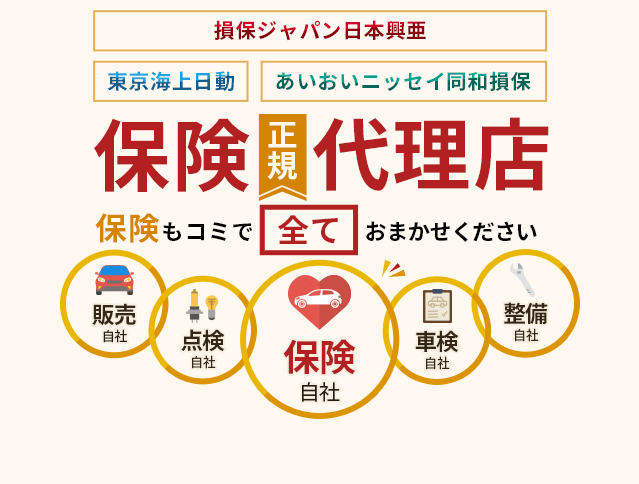 損保ジャパン日本興亜
東京海上日動
あいおいニッセイ同和損保
保険正規代理店
保険もコミで全ておまかせください
販売
自社
点検
自社
保険
自社
車検
自社
整備
自社